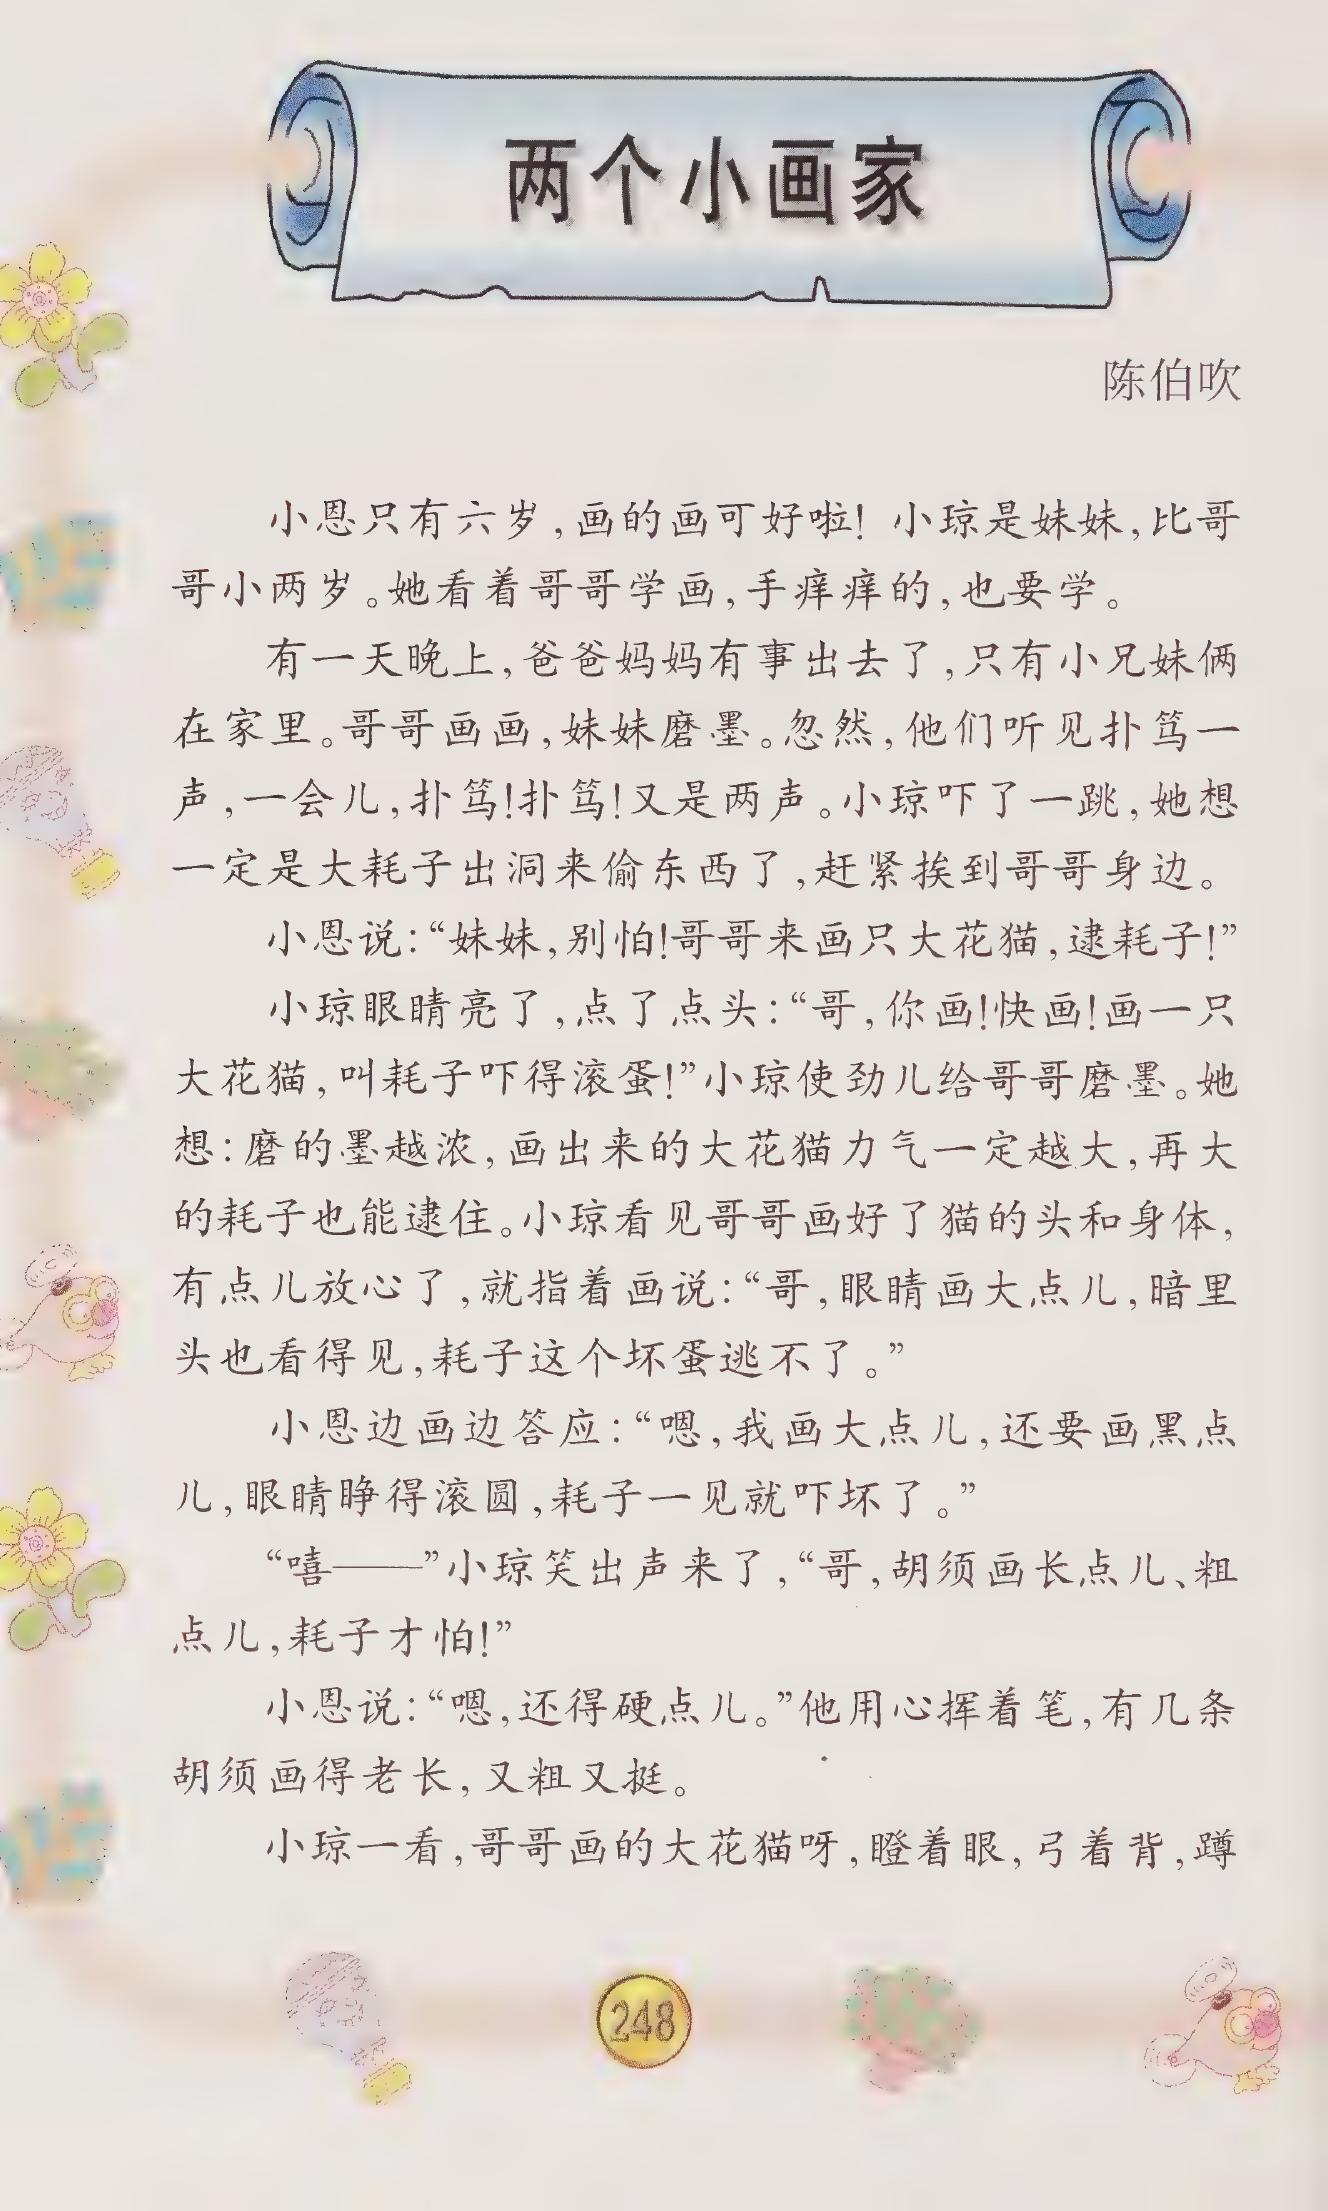 两个小画家
陈伯吹
小恩只有六岁，画的画可好啦！小琼是妹妹，比哥
哥小两岁。她看着哥哥学画，手痒痒的，也要学。
有一天晚上，爸爸妈妈有事出去了，只有小兄妹俩
在家里。哥哥画画，妹妹磨墨。忽然，他们听见扑笃一
声，一会儿，扑笃！扑笃！又是两声。小琼吓了一跳，她想
一定是大耗子出洞来偷东西了，赶紧挨到哥哥身边。
小恩说：“妹妹，别怕！哥哥来画只大花猫，逮耗子！”
小琼眼睛亮了，点了点头：“哥，你画！快画！画一只
大花猫，叫耗子吓得滚蛋！”小琼使劲儿给哥哥磨墨。她
想：磨的墨越浓，画出来的大花猫力气一定越大，再大
的耗子也能逮住。小琼看见哥哥画好了猫的头和身体，
有点儿放心了，就指着画说：“哥，眼睛画大点儿，暗里
头也看得见，耗子这个坏蛋逃不了。”
小恩边画边答应：“嗯，我画大点儿，还要画黑点
儿，眼睛睁得滚圆，耗子一见就吓坏了。”
“嘻——”小琼笑出声来了，“哥，胡须画长点儿、粗
点儿，耗子才怕！”
小恩说：“嗯，还得硬点儿。”他用心挥着笔，有几条
胡须画得老长，又粗又挺。
小琼一看，哥哥画的大花猫呀，瞪着眼，弓着背，蹲
248